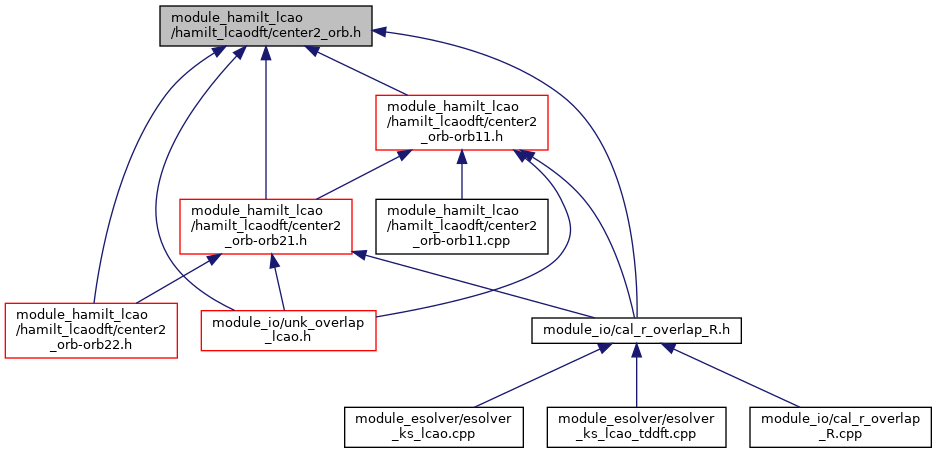 module_hamilt_lcao
/hamilt_lcaodft/center2_orb.h
module_hamilt_lcao
/hamilt_lcaodft/center2
_orb-orb11.h
module_hamilt_lcao
/hamilt_lcaodft/center2
_orb-orb21.h
module_hamilt_lcao
/hamilt_lcaodft/center2
_orb-orb11.cpp
module_hamilt_lcao
/hamilt_lcaodft/center2
_orb-orb22.h
module_io/unk_overlap
_lcao.h
module_io/cal_r_overlap_R.h
module_esolver/esolver
_ks_lcao.cpp
module_esolver/esolver
_ks_lcao_tddft.cpp
module_io/cal_r_overlap
_R.cpp